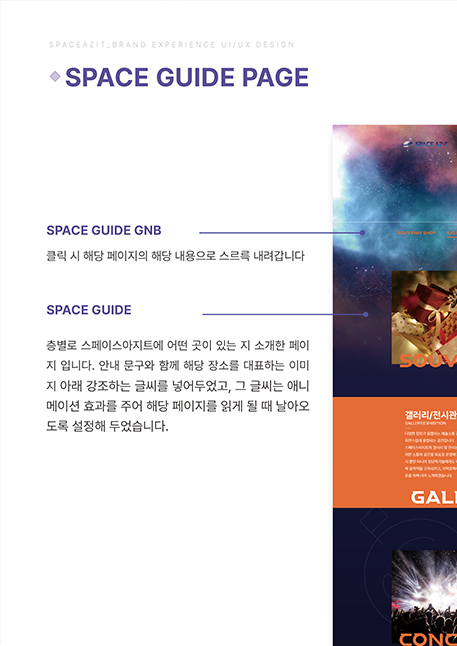 SPACEAZIT_BRAND EXPERIENCE UI/UX DESIGN
SPACE GUIDE PAGE
SPACE AZIT
SPACE GUIDE GNB
SOUVENIR SHOP
클릭 시 해당 페이지의 해당 내용으로 스르륵 내려갑니다
SPACE GUIDE
층별로 스페이스아지트에 어떤 곳이 있는 지 소개한 페이
지 입니다. 안내 문구와 함께 해당 장소를 대표하는 이미
지 아래 강조하는 글씨를 넣어두었고, 그 글씨는 애니
메이션 효과를 주어 해당 페이지를 읽게 될 때 날아오
도록 설정해 두었습니다.
SOUV
갤러리/전시관
GALLERY/EXHIBITION
GALL
CONC